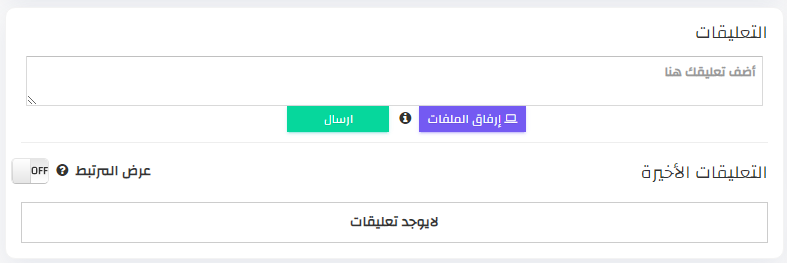 التعليقات
أضف تعليقك هنا
إرفاق الملفات
ارسال
التعليقات الأخيرة
عرض المرتبط
OFF
لايوجد تعليقات